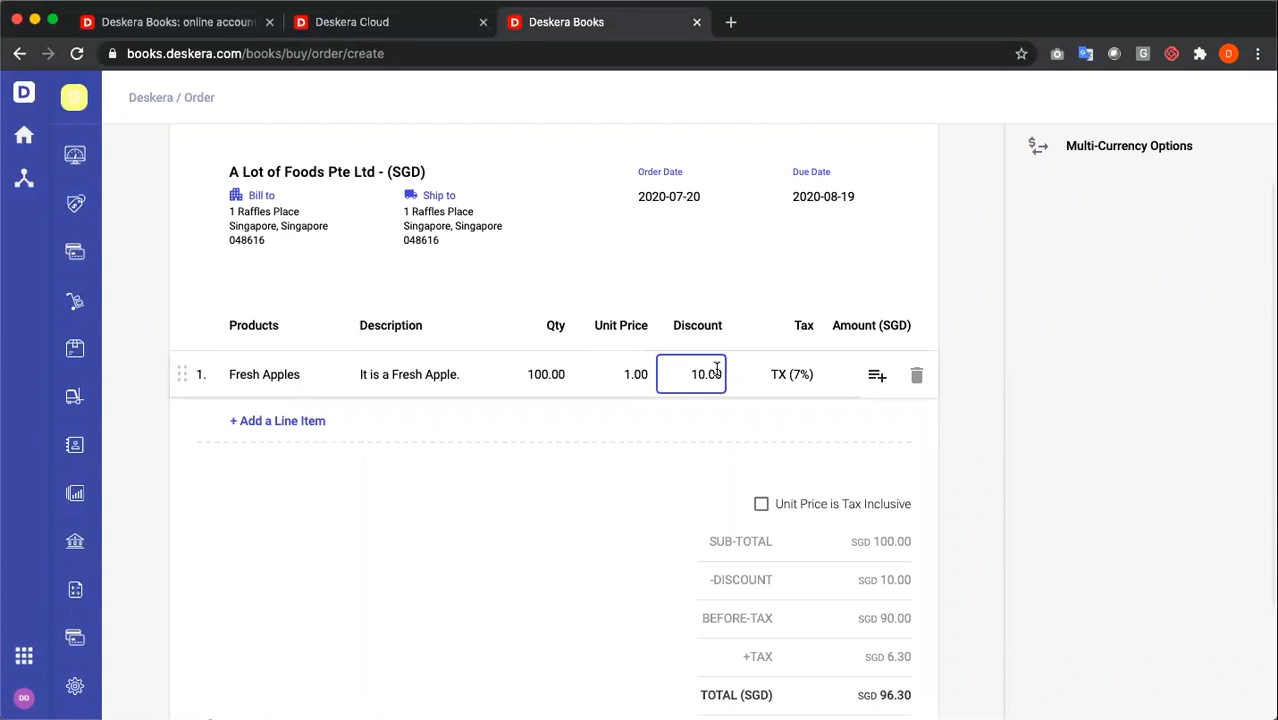 Deskera Books: online account
Deskera Cloud
Deskera Books
books.deskera.com/books/buy/order/create
Deskera / Order
Multi-Currency Options
A Lot of Foods Pte Ltd - (SGD)
Bill to
1 Raffles Place
Singapore, Singapore
048616
Ship to
1 Raffles Place
Singapore, Singapore
048616
Order Date
2020-07-20
Due Date
2020-08-19
Products Description Qty Unit Price Discount Tax Amount (SGD)
1. Fresh Apples It is a Fresh Apple. 100.00 1.00 10.00 TX (7%)
+ Add a Line Item
Unit Price is Tax Inclusive
SUB-TOTAL SGD 100.00
-DISCOUNT SGD 10.00
BEFORE-TAX SGD 90.00
+TAX SGD 6.30
TOTAL (SGD) SGD 96.30
DD